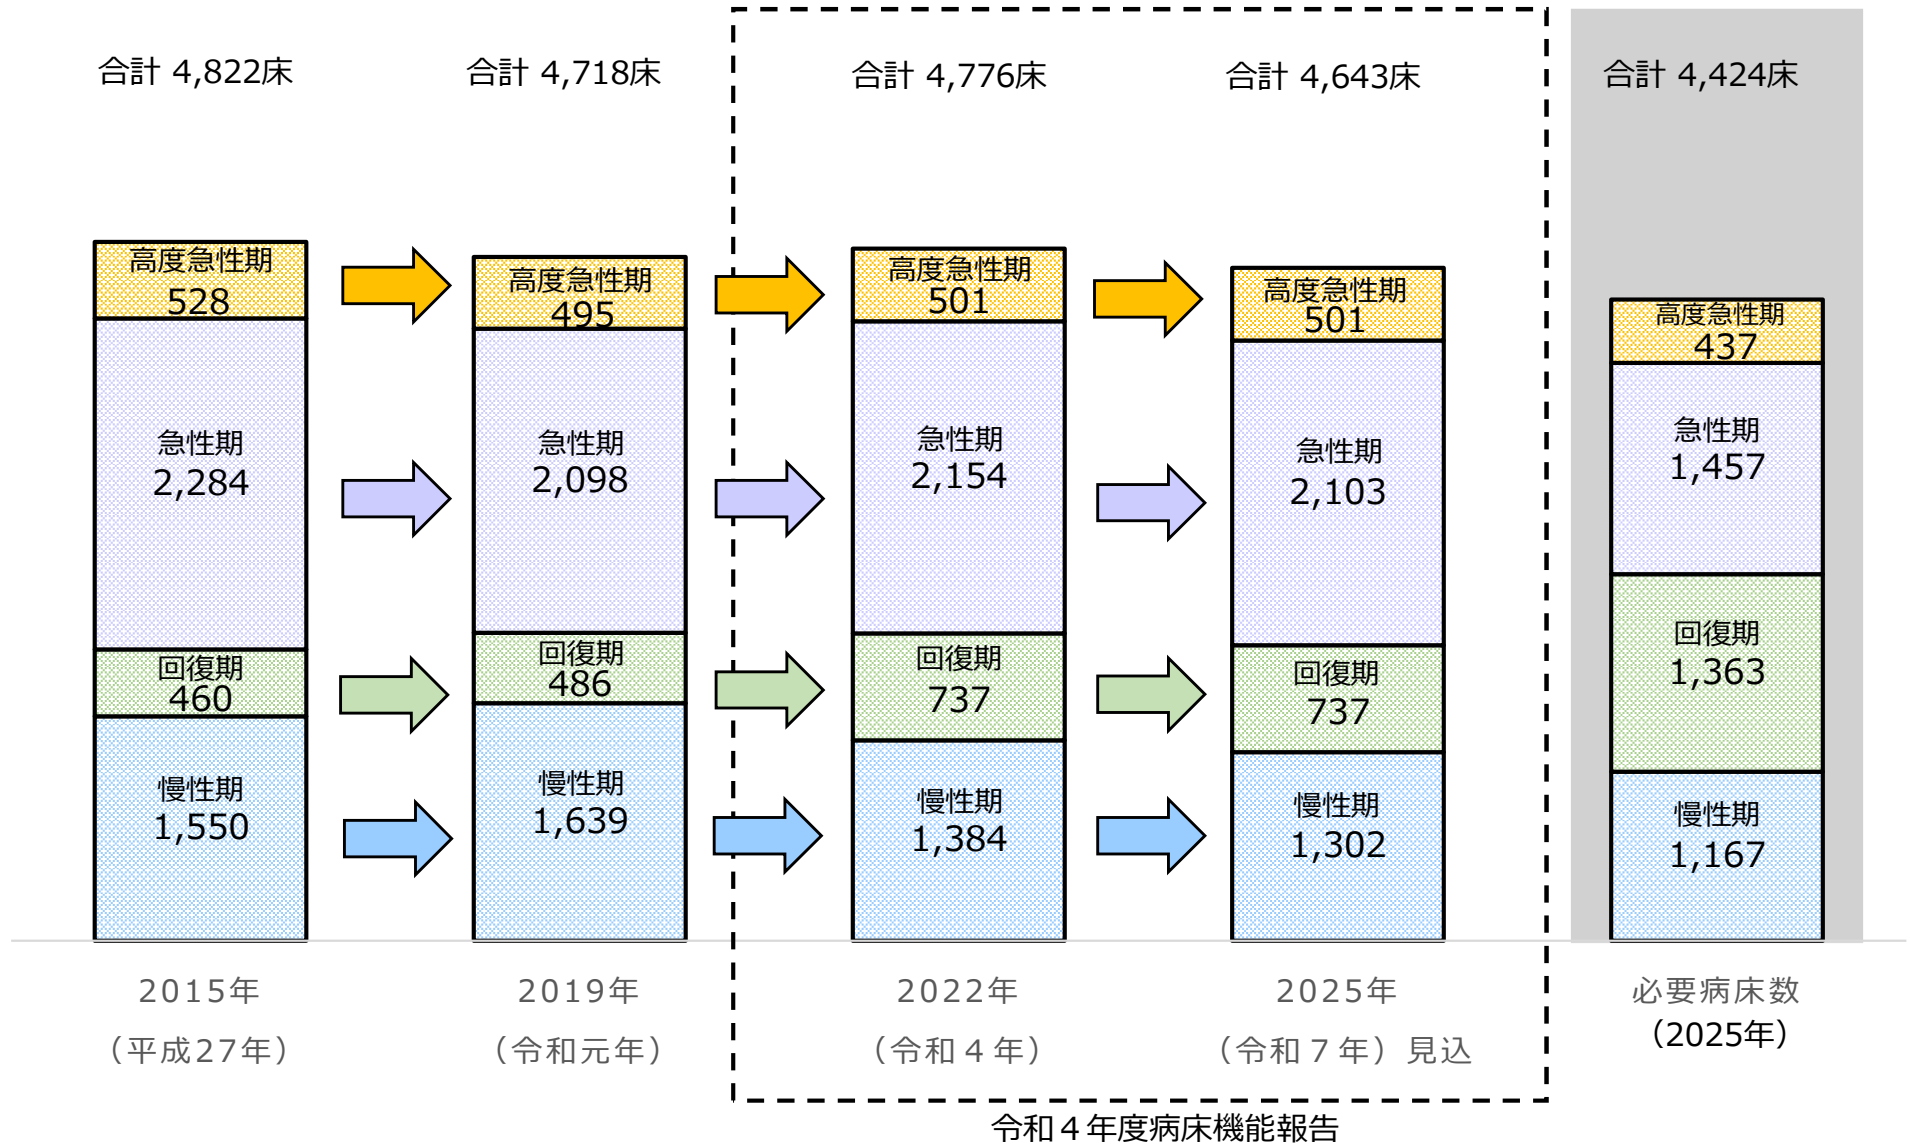 合計 4,822床
合計 4,718床
合計 4,776床
合計 4,643床
合計 4,424床
高度急性期
528
急性期
2,284
回復期
460
慢性期
1,550
高度急性期
495
急性期
2,098
回復期
486
慢性期
1,639
高度急性期
501
急性期
2,154
回復期
737
慢性期
1,384
高度急性期
501
急性期
2,103
回復期
737
慢性期
1,302
高度急性期
437
急性期
1,457
回復期
1,363
慢性期
1,167
2015年
（平成27年）
2019年
（令和元年）
2022年
（令和４年）
2025年
（令和７年）見込
必要病床数
（2025年）
令和４年度病床機能報告